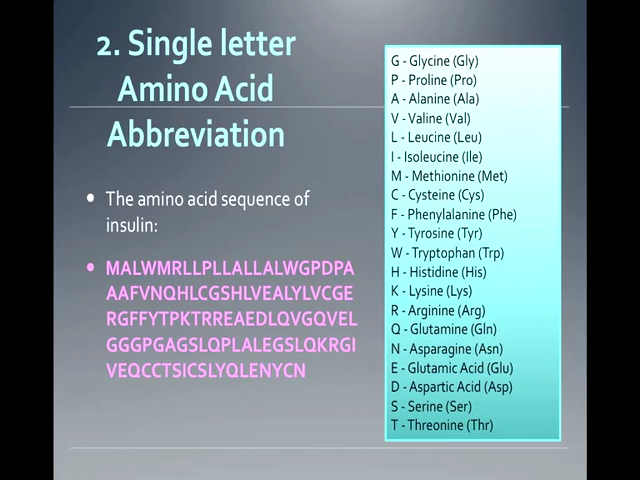 2. Single letter
Amino Acid
Abbreviation
• The amino acid sequence of
insulin:
• MALWMRLLPLLALLALWGPDPA
AAFVNQHLCGSHLVEALYLVCGE
RGFFYTPKTRREAEDLQVGQVEL
GGGPGAGSLQPLALEGSLQKRGI
VEQCCTSICSLYQLENYCN
G - Glycine (Gly)
P - Proline (Pro)
A - Alanine (Ala)
V - Valine (Val)
L - Leucine (Leu)
I - Isoleucine (Ile)
M - Methionine (Met)
C - Cysteine (Cys)
F - Phenylalanine (Phe)
Y - Tyrosine (Tyr)
W - Tryptophan (Trp)
H - Histidine (His)
K - Lysine (Lys)
R - Arginine (Arg)
Q - Glutamine (Gln)
N - Asparagine (Asn)
E - Glutamic Acid (Glu)
D - Aspartic Acid (Asp)
S - Serine (Ser)
T - Threonine (Thr)